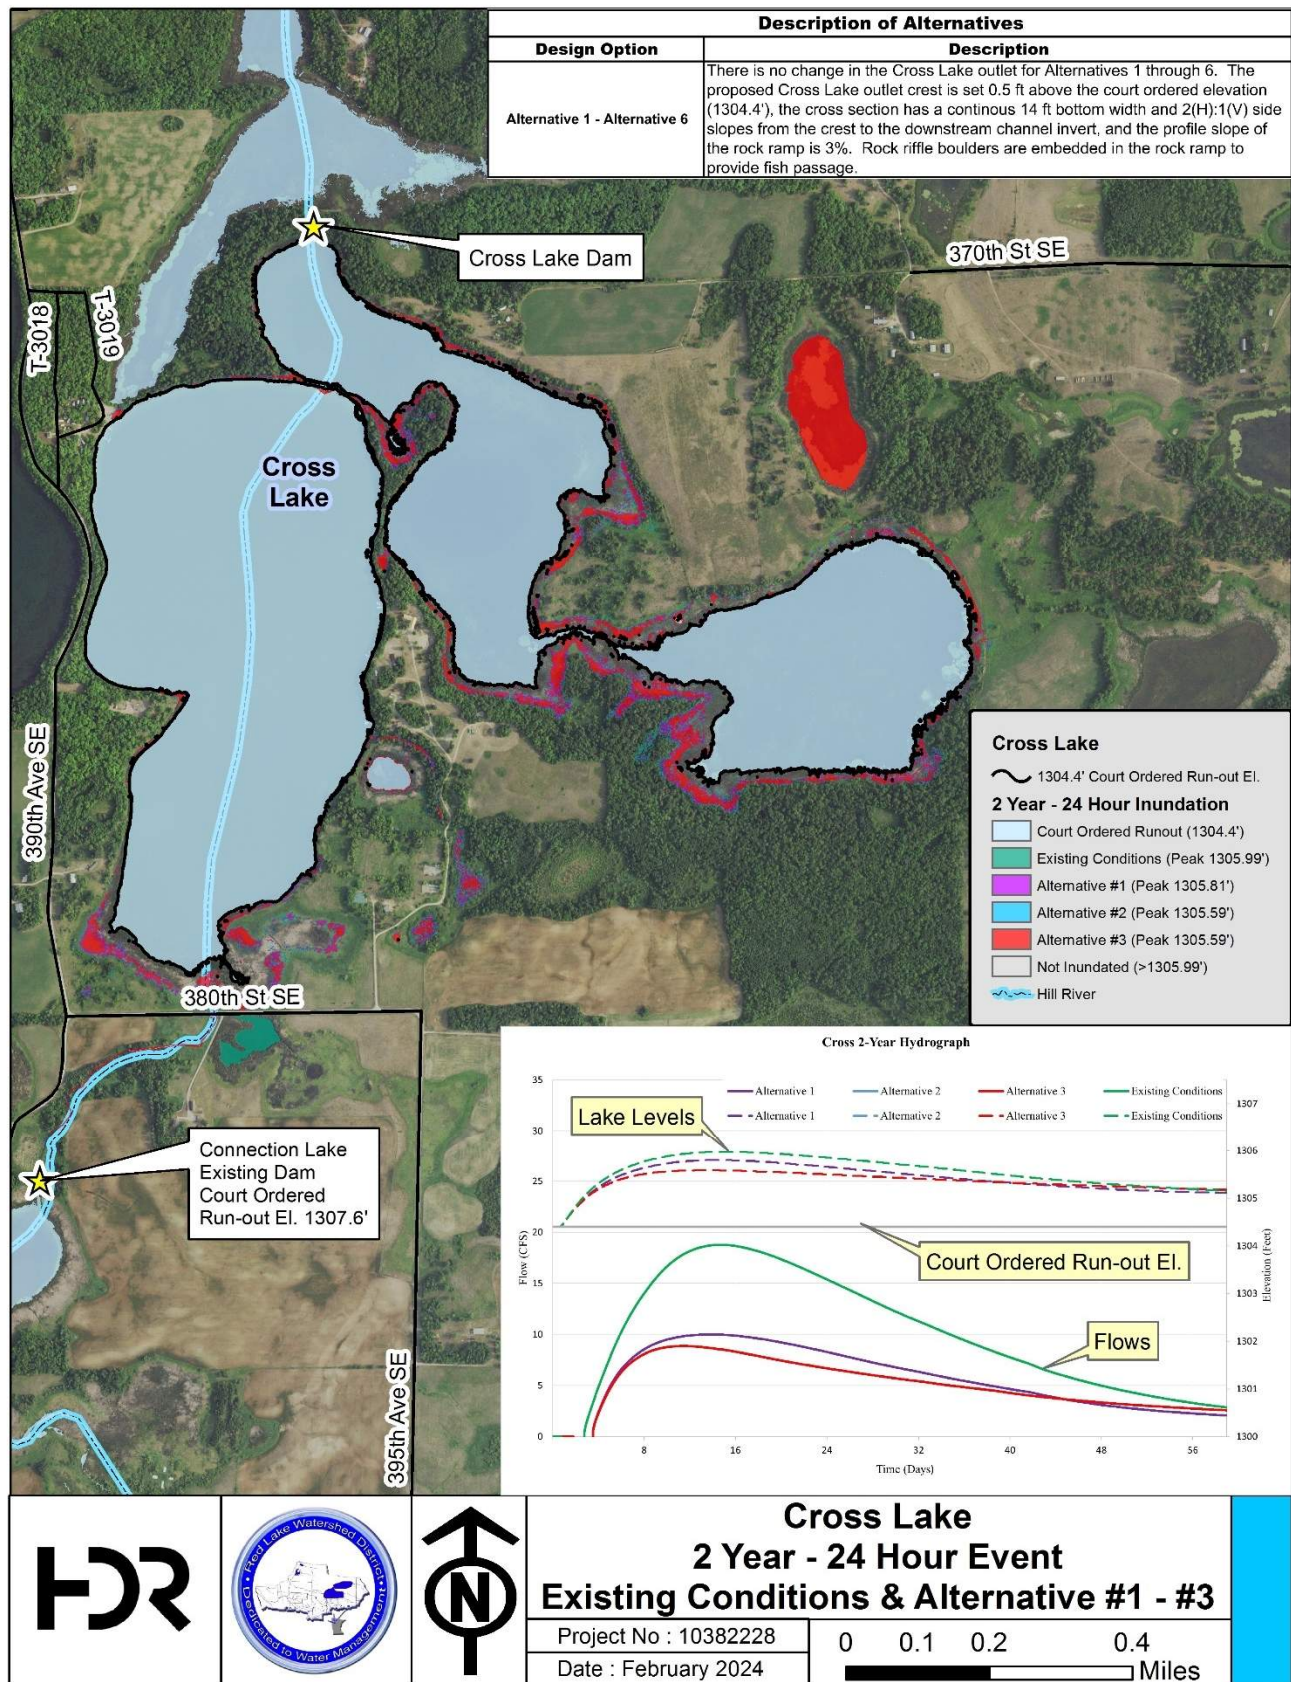 Description of Alternatives
Design Option
Description
Alternative 1 - Alternative 6
There is no change in the Cross Lake outlet for Alternatives 1 through 6. The
proposed Cross Lake outlet crest is set 0.5 ft above the court ordered elevation
(1304.4'), the cross section has a continous 14 ft bottom width and 2(H):1(V) side
slopes from the crest to the downstream channel invert, and the profile slope of
the rock ramp is 3%. Rock riffle boulders are embedded in the rock ramp to
provide fish passage.
Cross Lake Dam
370th St SE
T-3018
T-3019
Cross
Lake
390th Ave SE
380th St SE
Connection Lake
Existing Dam
Court Ordered
Run-out El. 1307.6'
395th Ave SE
Cross Lake
1304.4' Court Ordered Run-out El.
2 Year - 24 Hour Inundation
Court Ordered Runout (1304.4')
Existing Conditions (Peak 1305.99')
Alternative #1 (Peak 1305.81')
Alternative #2 (Peak 1305.59')
Alternative #3 (Peak 1305.59')
Not Inundated (>1305.99')
Hill River
Cross 2-Year Hydrograph
Alternative 1
Alternative 2
Alternative 3
Existing Conditions
Alternative 1
Alternative 2
Alternative 3
Existing Conditions
Lake Levels
Court Ordered Run-out El.
Flows
35
30
25
20
15
10
5
0
Flow (CFS)
1307
1306
1305
1304
1303
1302
1301
1300
Elevation (Feet)
8
16
24
32
40
48
56
Time (Days)
HDR
Red Lake Watershed District
Dedicated to Water Management
N
Cross Lake
2 Year - 24 Hour Event
Existing Conditions & Alternative #1 - #3
Project No : 10382228
Date : February 2024
0 0.1 0.2 0.4
Miles